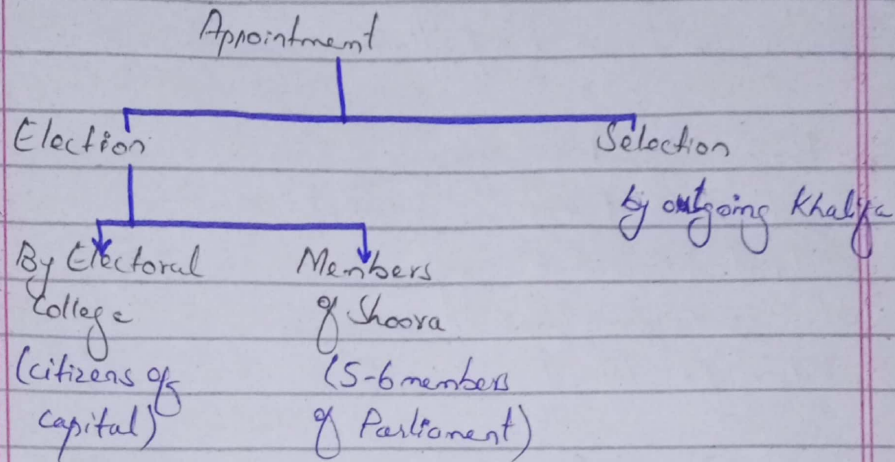 Appointment
Election Selection
by outgoing Khalifa
By Electoral Members
College of Shoora
(citizens of (5-6 members
capital) of Parliament)